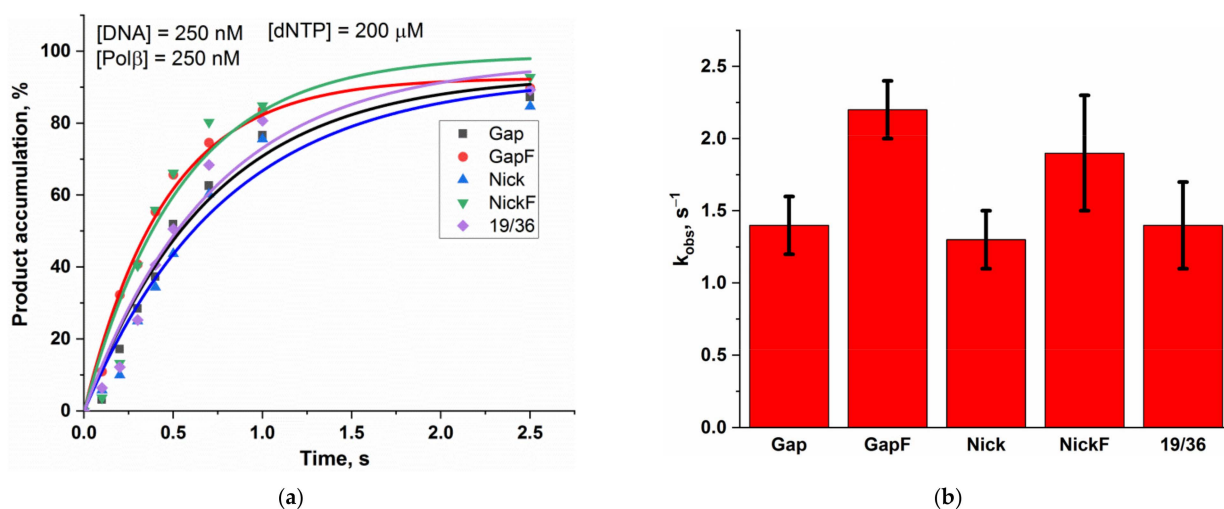 [DNA] = 250 nM [dNTP] = 200 μM
[Polβ] = 250 nM
Product accumulation, %
100
80
60
40
20
0
Gap
GapF
Nick
NickF
19/36
0.0 0.5 1.0 1.5 2.0 2.5
Time, s
(a)
k_obs, s⁻¹
2.5
2.0
1.5
1.0
0.5
0.0
Gap GapF Nick NickF 19/36
(b)